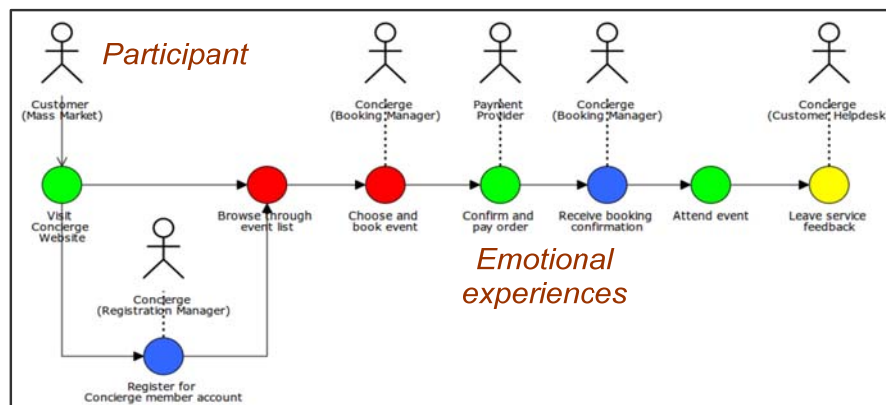 Participant
Customer
(Mass Market)
Concierge
(Booking Manager)
Payment
Provider
Concierge
(Booking Manager)
Concierge
(Customer Helpdesk)
Visit
Concierge
Website
Browse through
event list
Choose and
book event
Confirm and
pay order
Receive booking
confirmation
Attend event
Leave service
feedback
Emotional
experiences
Concierge
(Registration Manager)
Register for
Concierge member account